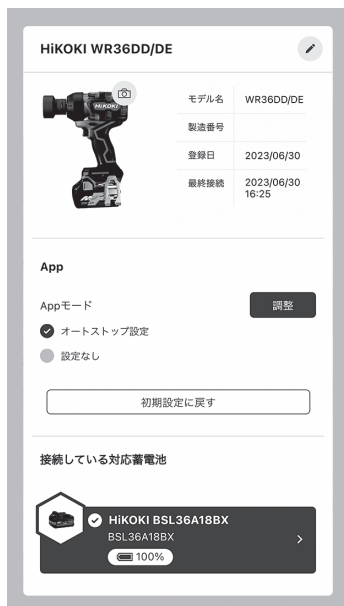 HiKOKI WR36DD/DE
HiKOKI
モデル名 WR36DD/DE
製造番号
登録日 2023/06/30
最終接続 2023/06/30
16:25
App
Appモード
調整
オートストップ設定
設定なし
初期設定に戻す
接続している対応蓄電池
HiKOKI BSL36A18BX
BSL36A18BX
100%